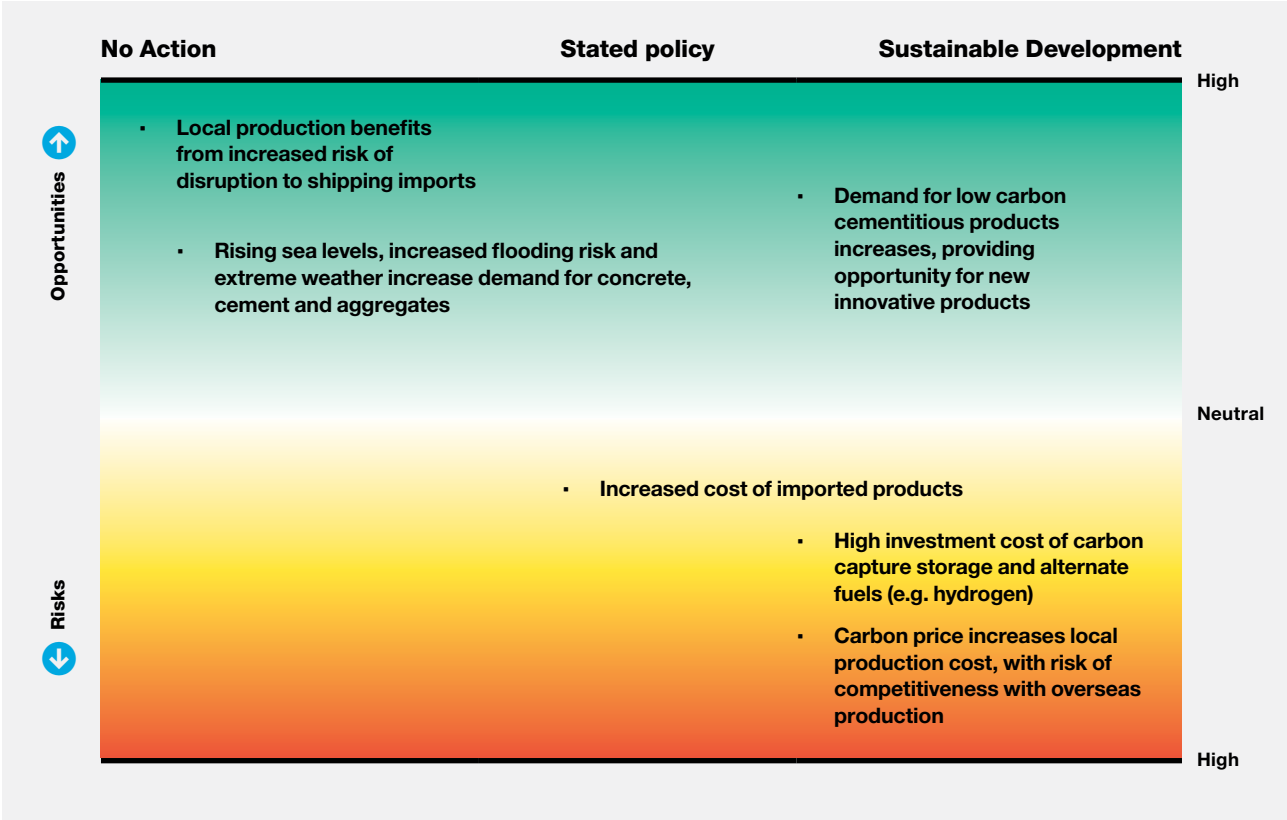 No Action
Stated policy
Sustainable Development
High
Opportunities
▪ Local production benefits
from increased risk of
disruption to shipping imports
▪ Rising sea levels, increased flooding risk and
extreme weather increase demand for concrete,
cement and aggregates
▪ Demand for low carbon
cementitious products
increases, providing
opportunity for new
innovative products
Neutral
▪ Increased cost of imported products
Risks
▪ High investment cost of carbon
capture storage and alternate
fuels (e.g. hydrogen)
▪ Carbon price increases local
production cost, with risk of
competitiveness with overseas
production
High